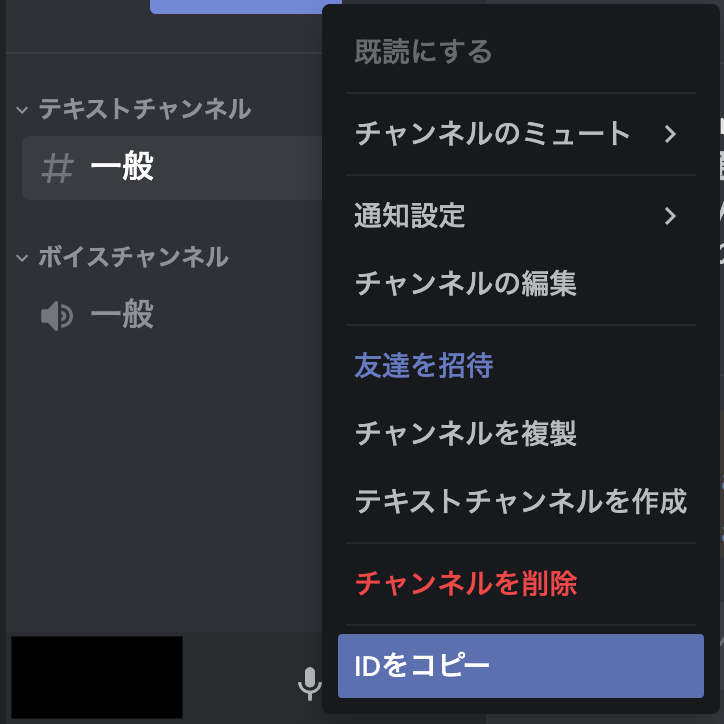 テキストチャンネル
# 一般
ボイスチャンネル
一般
既読にする
チャンネルのミュート
通知設定
チャンネルの編集
友達を招待
チャンネルを複製
テキストチャンネルを作成
チャンネルを削除
IDをコピー